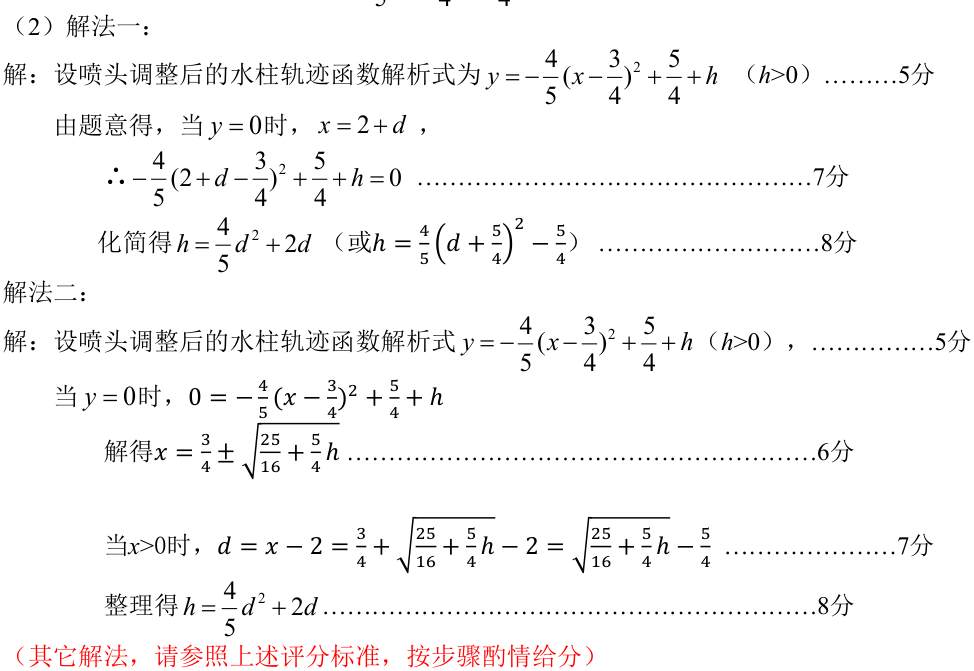 (2)解法一:
解:设喷头调整后的水柱轨迹函数解析式为 y = -4/5(x - 3/4)² + 5/4 + h (h>0)………5分
由题意得,当 y = 0时, x = 2 + d ,
∴ -4/5(2 + d - 3/4)² + 5/4 + h = 0 …………………………………………7分
化简得 h = 4/5d² + 2d (或h = 4/5(d + 5/4)² - 5/4) ………………………8分
解法二:
解:设喷头调整后的水柱轨迹函数解析式 y = -4/5(x - 3/4)² + 5/4 + h(h>0),……………5分
当 y = 0时,0 = -4/5(x - 3/4)² + 5/4 + h
解得x = 3/4 ± √(25/16 + 5/4h) …………………………………………………6分
当x>0时,d = x - 2 = 3/4 + √(25/16 + 5/4h) - 2 = √(25/16 + 5/4h) - 5/4 …………………7分
整理得 h = 4/5d² + 2d ……………………………………………………8分
(其它解法,请参照上述评分标准,按步骤酌情给分)